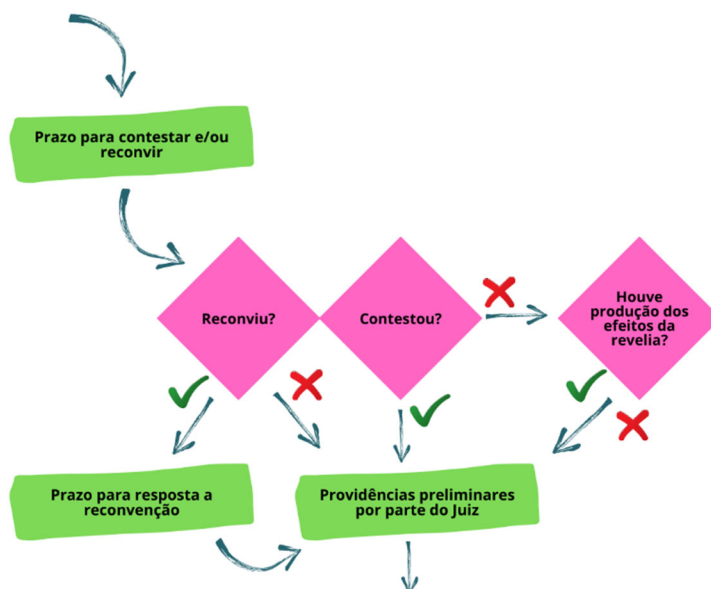 Prazo para contestar e/ou
reconvir
Reconviu?
Contestou?
Houve
produção dos
efeitos da
revelia?
Prazo para resposta a
reconvenção
Providências preliminares
por parte do Juiz